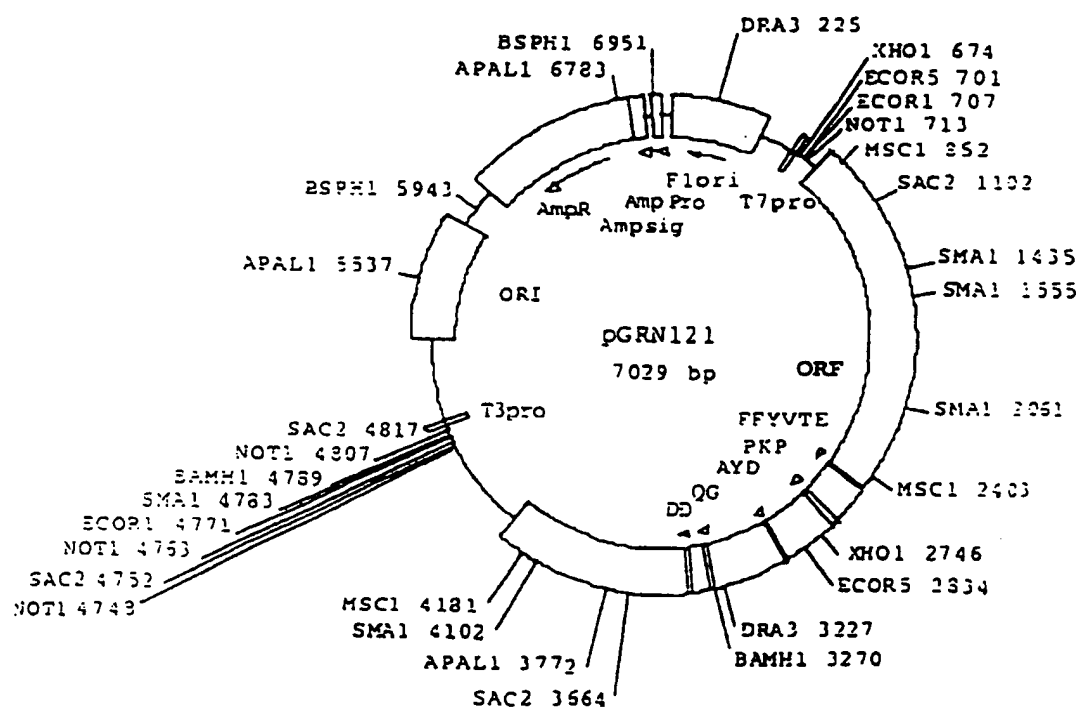 DRA3 225
BSPH1 6951
APAL1 6783
XHO1 674
ECOR5 701
ECOR1 707
NOT1 713
MSC1 852
SAC2 1102
BSPH1 5943
Flori
AmpR
Amp Pro
T7pro
Ampsig
APAL1 5537
SMA1 1435
SMA1 1555
ORI
pGRN121
7029 bp
ORF
T3pro
SMA1 2061
SAC2 4817
NOT1 4807
BAMH1 4789
SMA1 4783
ECOR1 4771
NOT1 4763
SAC2 4752
NOT1 4743
FFYVTE
PKP
AYD
QG
DD
MSC1 2403
XHO1 2746
ECOR5 2834
MSC1 4181
SMA1 4102
APAL1 3772
SAC2 3564
DRA3 3227
BAMH1 3270